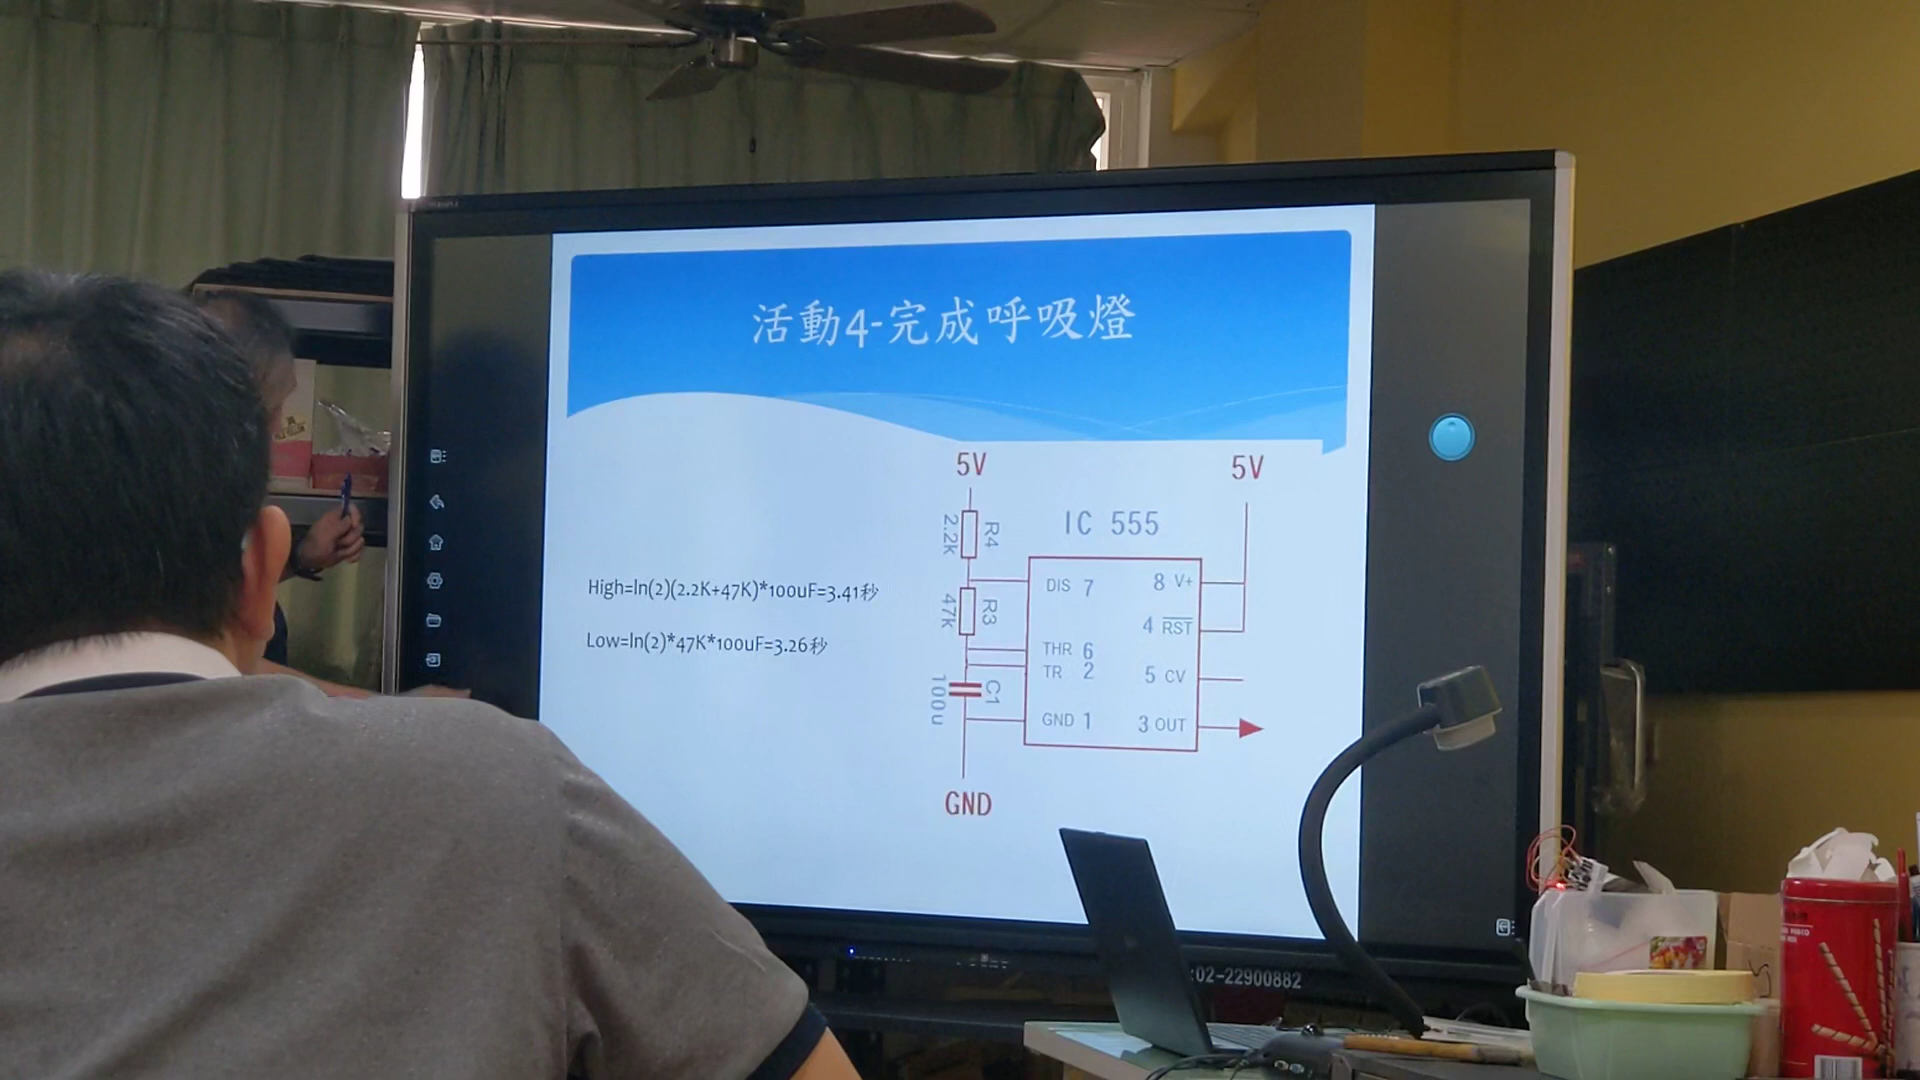 活動4-完成呼吸燈
5V
5V
IC 555
R4
2.2k
DIS 7
8 V+
High=ln(2)(2.2K+47K)*100uF=3.41秒
R3
47k
4 RST
Low=ln(2)*47K*100uF=3.26秒
THR 6
TR 2
5 CV
C1
100u
GND 1
3 OUT
GND
:02-22900882